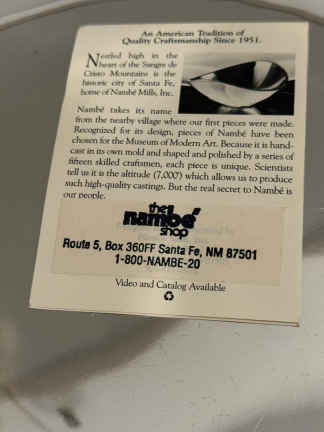 An American Tradition of
Quality Craftsmanship Since 1951.
Nestled high in the
heart of the Sangre de
Cristo Mountains is the
historic city of Santa Fe,
home of Nambé Mills, Inc.
Nambé takes its name
from the nearby village where our first pieces were made.
Recognized for its design, pieces of Nambé have been
chosen for the Museum of Modern Art. Because it is hand-
cast in its own mold and shaped and polished by a series of
fifteen skilled craftsmen, each piece is unique. Scientists
tell us it is the altitude (7,000') which allows us to produce
such high-quality castings. But the real secret to Nambé is
our people.
the
nambé
shop
Route 5, Box 360FF Santa Fe, NM 87501
1-800-NAMBE-20
Video and Catalog Available